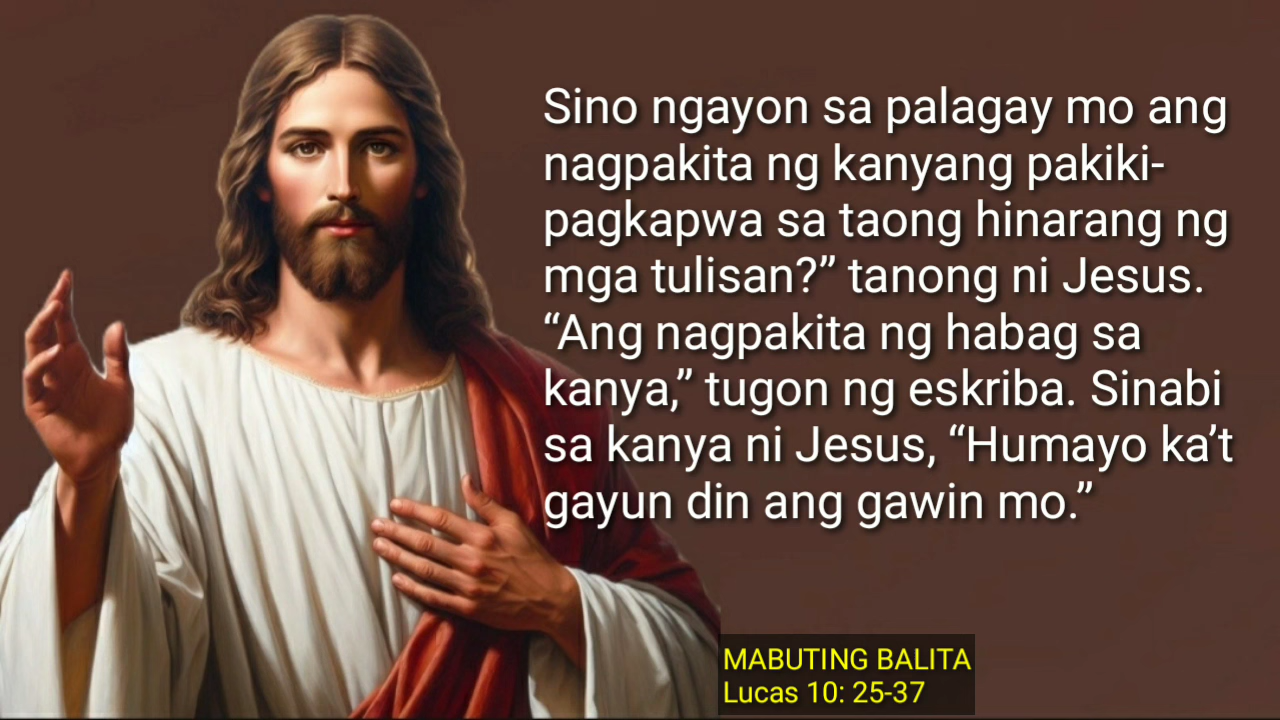 Sino ngayon sa palagay mo ang
nagpakita ng kanyang pakiki-
pagkapwa sa taong hinarang ng
mga tulisan?” tanong ni Jesus.
“Ang nagpakita ng habag sa
kanya,” tugon ng eskriba. Sinabi
sa kanya ni Jesus, “Humayo ka’t
gayun din ang gawin mo.”
MABUTING BALITA
Lucas 10: 25-37